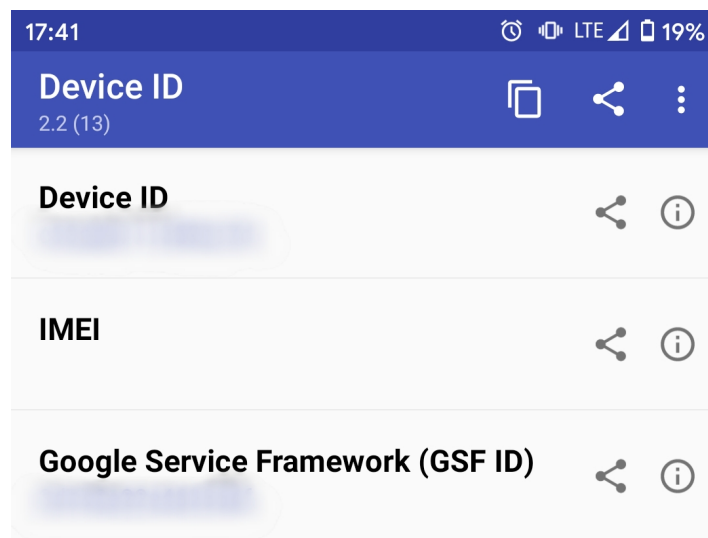 17:41 LTE 19%
Device ID
2.2 (13)
Device ID
IMEI
Google Service Framework (GSF ID)